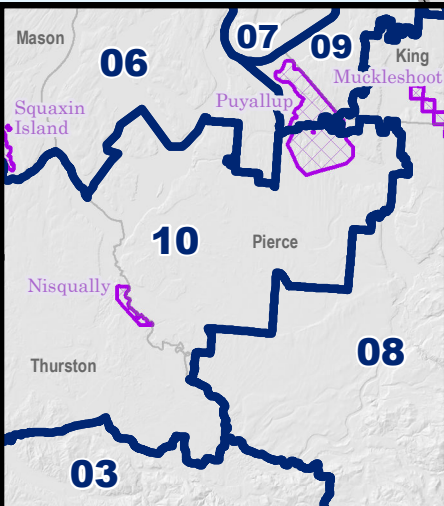 Mason
07
09
06
King
Muckleshoot
Puyallup
Squaxin
Island
10
Pierce
Nisqually
08
Thurston
03